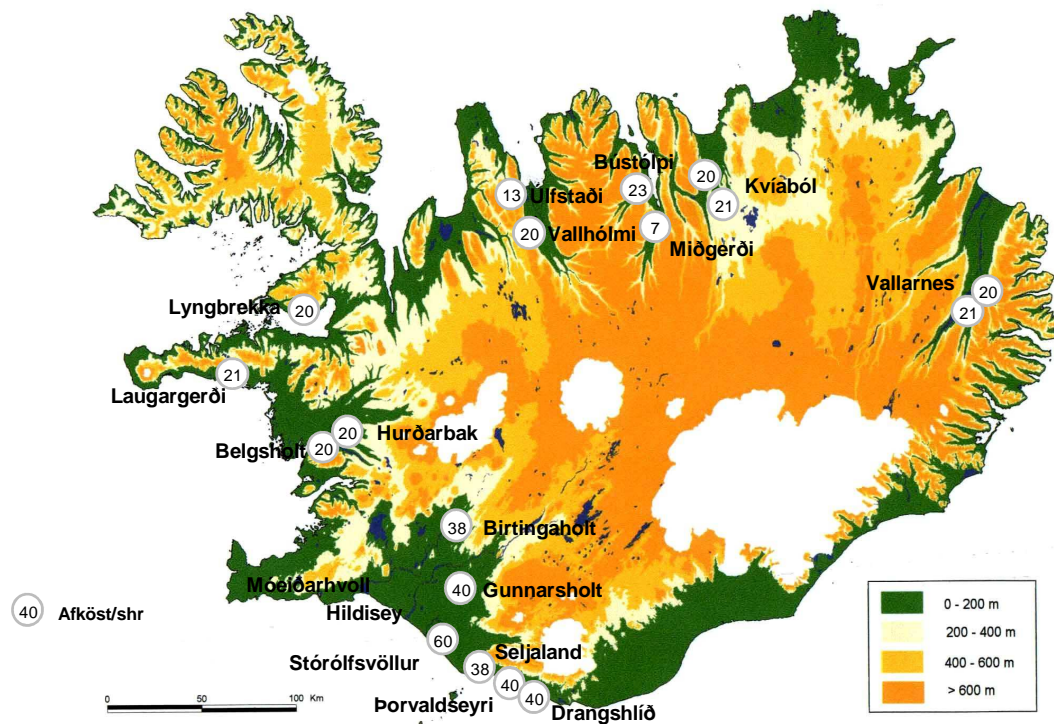 Bustólpi
20
13
Úlfstaði
23
Kvíaból
21
20
Vallhólmi
7
Miðgerði
Vallarnes
20
21
Lyngbrekka
20
21
Laugargerði
20
Hurðarbak
Belgsholt
20
38
Birtingaholt
Móeiðarhvoll
40
Gunnarsholt
Hildisey
40
Afköst/shr
60
Seljaland
Stórólfsvöllur
38
40
40
Þorvaldseyri
Drangshlíð
0 - 200 m
200 - 400 m
400 - 600 m
> 600 m
0 50 100 Km